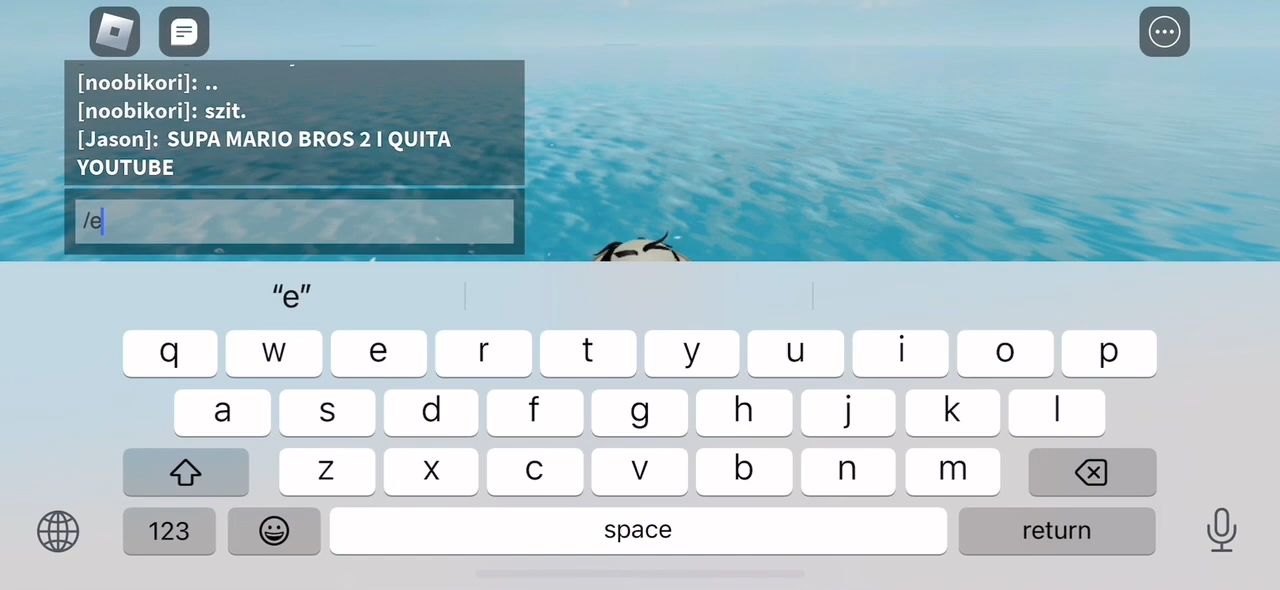 [noobikori]: ..
[noobikori]: szit.
[Jason]: SUPA MARIO BROS 2 I QUITA
YOUTUBE
/e
“e”
q w e r t y u i o p
a s d f g h j k l
z x c v b n m
123 space return